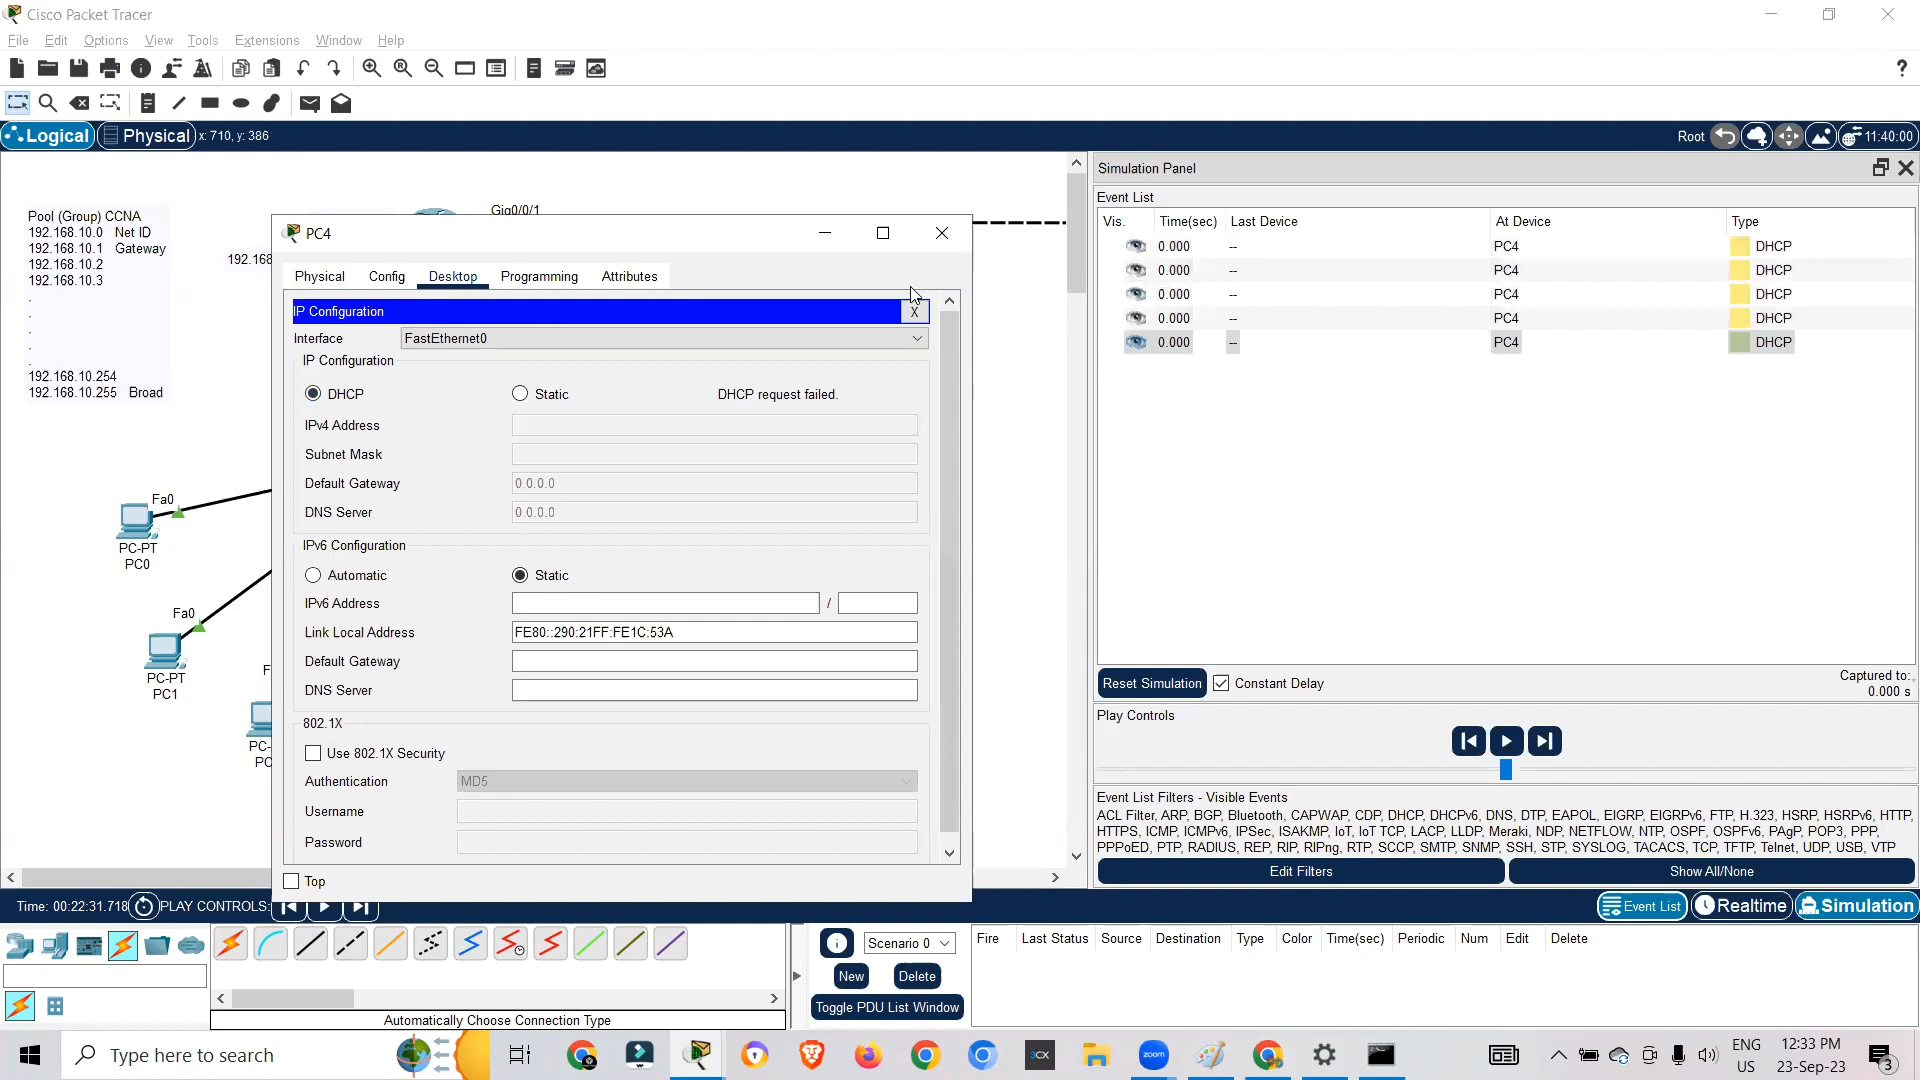 Cisco Packet Tracer
File Edit Options View Tools Extensions Window Help
?
Logical Physical x: 710, y: 386 Root 11:40:00
Simulation Panel
Event List
Vis. Time(sec) Last Device At Device Type
0.000 -- PC4 DHCP
0.000 -- PC4 DHCP
0.000 -- PC4 DHCP
0.000 -- PC4 DHCP
0.000 -- PC4 DHCP
Reset Simulation Constant Delay
Captured to:
0.000 s
Play Controls
Event List Filters - Visible Events
ACL Filter, ARP, BGP, Bluetooth, CAPWAP, CDP, DHCP, DHCPv6, DNS, DTP, EAPOL, EIGRP, EIGRPv6, FTP, H.323, HSRP, HSRPv6, HTTP,
HTTPS, ICMP, ICMPv6, IPSec, ISAKMP, IoT, IoT TCP, LACP, LLDP, Meraki, NDP, NETFLOW, NTP, OSPF, OSPFv6, PAgP, POP3, PPP,
PPPoED, PTP, RADIUS, REP, RIP, RIPng, RTP, SCCP, SMTP, SNMP, SSH, STP, SYSLOG, TACACS, TCP, TFTP, Telnet, UDP, USB, VTP
Edit Filters Show All/None
Pool (Group) CCNA
192.168.10.0 Net ID
192.168.10.1 Gateway
192.168.10.2
192.168.10.3
.
.
.
.
.
192.168.10.254
192.168.10.255 Broad
Gig0/0/1
192.168
Fa0
PC-PT
PC0
Fa0
PC-PT
PC1
F
PC-
PC
PC4
Physical Config Desktop Programming Attributes
IP Configuration X
Interface FastEthernet0
IP Configuration
DHCP Static DHCP request failed.
IPv4 Address
Subnet Mask
Default Gateway 0.0.0.0
DNS Server 0.0.0.0
IPv6 Configuration
Automatic Static
IPv6 Address /
Link Local Address FE80::290:21FF:FE1C:53A
Default Gateway
DNS Server
802.1X
Use 802.1X Security
Authentication MD5
Username
Password
Top
Time: 00:22:31.718 PLAY CONTROLS: Event List Realtime Simulation
Scenario 0
New Delete
Toggle PDU List Window
Fire Last Status Source Destination Type Color Time(sec) Periodic Num Edit Delete
Automatically Choose Connection Type
Type here to search
3CX
zoom
ENG
US
12:33 PM
23-Sep-23
3